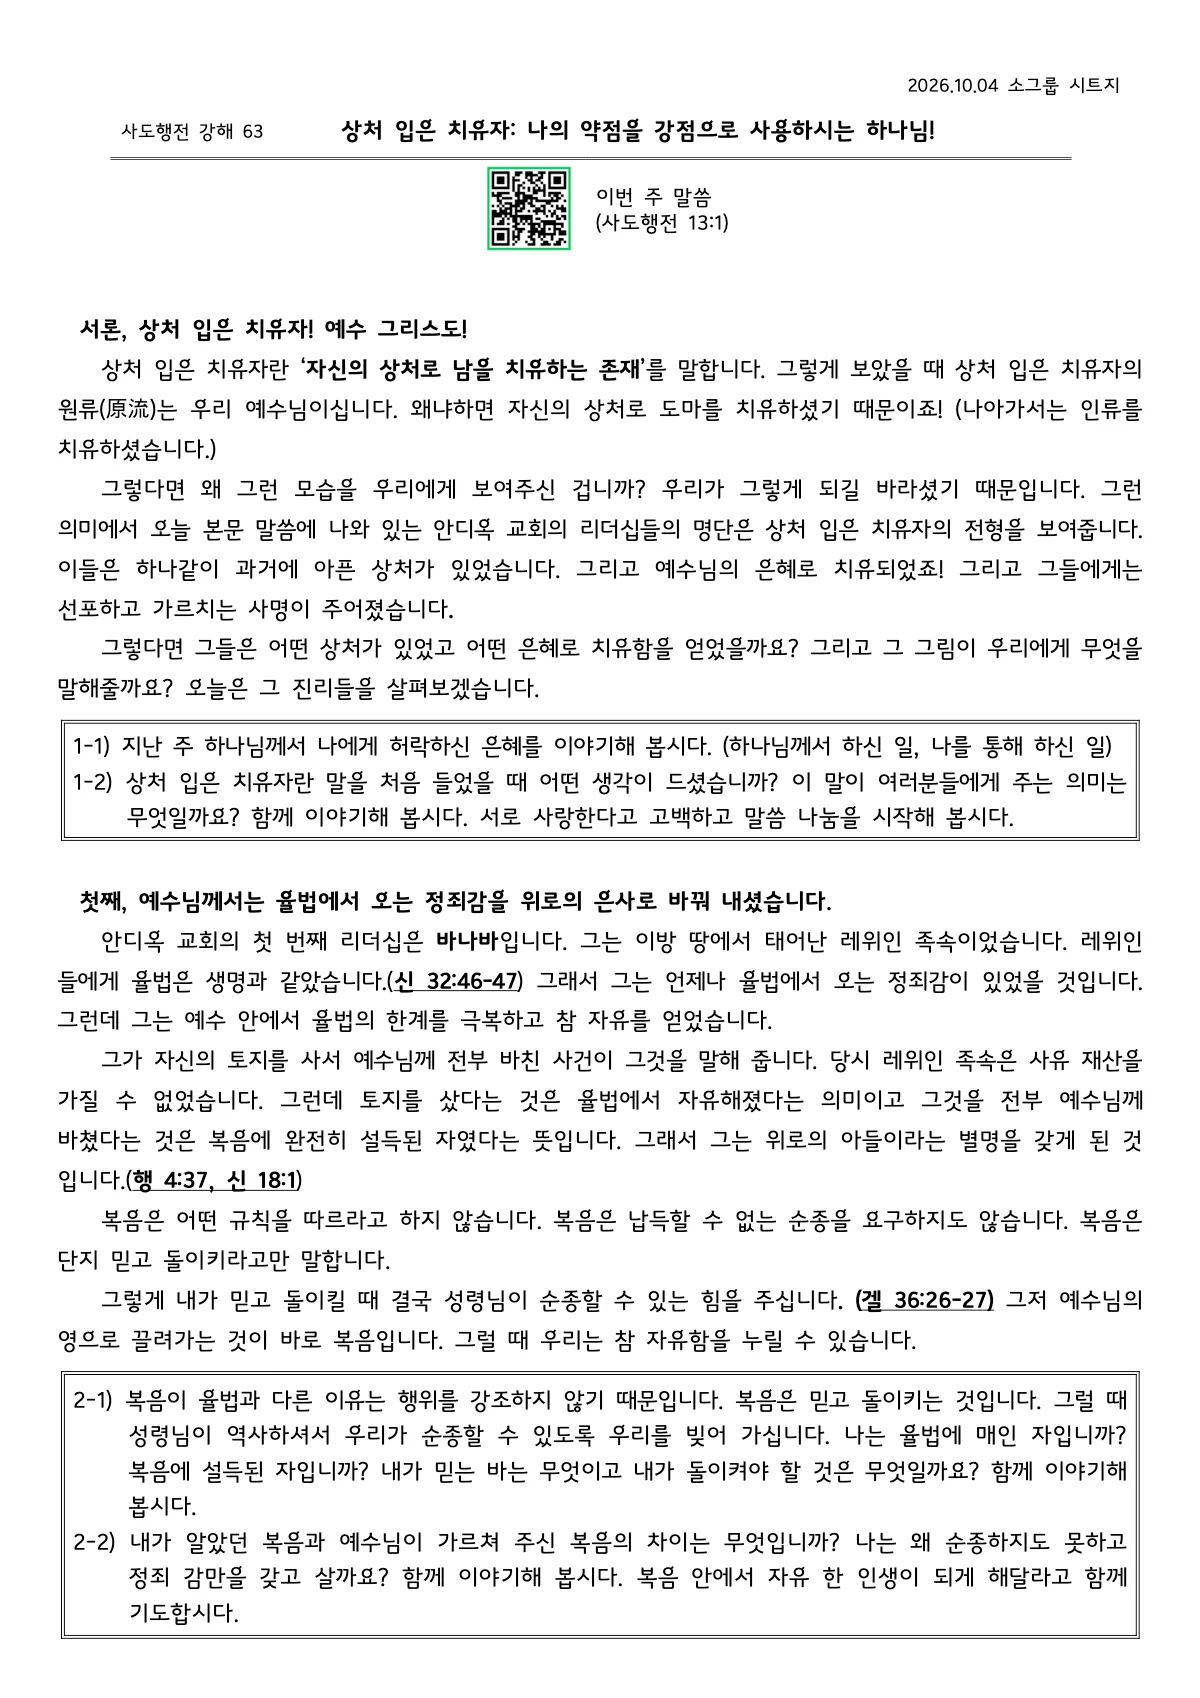 2026.10.04 소그룹 시트지
사도행전 강해 63 상처 입은 치유자: 나의 약점을 강점으로 사용하시는 하나님!
이번 주 말씀
(사도행전 13:1)
서론, 상처 입은 치유자! 예수 그리스도!
상처 입은 치유자란 ‘자신의 상처로 남을 치유하는 존재’를 말합니다. 그렇게 보았을 때 상처 입은 치유자의
원류(原流)는 우리 예수님이십니다. 왜냐하면 자신의 상처로 도마를 치유하셨기 때문이죠! (나아가서는 인류를
치유하셨습니다.)
그렇다면 왜 그런 모습을 우리에게 보여주신 겁니까? 우리가 그렇게 되길 바라셨기 때문입니다. 그런
의미에서 오늘 본문 말씀에 나와 있는 안디옥 교회의 리더십들의 명단은 상처 입은 치유자의 전형을 보여줍니다.
이들은 하나같이 과거에 아픈 상처가 있었습니다. 그리고 예수님의 은혜로 치유되었죠! 그리고 그들에게는
선포하고 가르치는 사명이 주어졌습니다.
그렇다면 그들은 어떤 상처가 있었고 어떤 은혜로 치유함을 얻었을까요? 그리고 그 그림이 우리에게 무엇을
말해줄까요? 오늘은 그 진리들을 살펴보겠습니다.
1-1) 지난 주 하나님께서 나에게 허락하신 은혜를 이야기해 봅시다. (하나님께서 하신 일, 나를 통해 하신 일)
1-2) 상처 입은 치유자란 말을 처음 들었을 때 어떤 생각이 드셨습니까? 이 말이 여러분들에게 주는 의미는
무엇일까요? 함께 이야기해 봅시다. 서로 사랑한다고 고백하고 말씀 나눔을 시작해 봅시다.
첫째, 예수님께서는 율법에서 오는 정죄감을 위로의 은사로 바꿔 내셨습니다.
안디옥 교회의 첫 번째 리더십은 바나바입니다. 그는 이방 땅에서 태어난 레위인 족속이었습니다. 레위인
들에게 율법은 생명과 같았습니다.(신 32:46-47) 그래서 그는 언제나 율법에서 오는 정죄감이 있었을 것입니다.
그런데 그는 예수 안에서 율법의 한계를 극복하고 참 자유를 얻었습니다.
그가 자신의 토지를 사서 예수님께 전부 바친 사건이 그것을 말해 줍니다. 당시 레위인 족속은 사유 재산을
가질 수 없었습니다. 그런데 토지를 샀다는 것은 율법에서 자유해졌다는 의미이고 그것을 전부 예수님께
바쳤다는 것은 복음에 완전히 설득된 자였다는 뜻입니다. 그래서 그는 위로의 아들이라는 별명을 갖게 된 것
입니다.(행 4:37, 신 18:1)
복음은 어떤 규칙을 따르라고 하지 않습니다. 복음은 납득할 수 없는 순종을 요구하지도 않습니다. 복음은
단지 믿고 돌이키라고만 말합니다.
그렇게 내가 믿고 돌이킬 때 결국 성령님이 순종할 수 있는 힘을 주십니다. (겔 36:26-27) 그저 예수님의
영으로 끌려가는 것이 바로 복음입니다. 그럴 때 우리는 참 자유함을 누릴 수 있습니다.
2-1) 복음이 율법과 다른 이유는 행위를 강조하지 않기 때문입니다. 복음은 믿고 돌이키는 것입니다. 그럴 때
성령님이 역사하셔서 우리가 순종할 수 있도록 우리를 빚어 가십니다. 나는 율법에 매인 자입니까?
복음에 설득된 자입니까? 내가 믿는 바는 무엇이고 내가 돌이켜야 할 것은 무엇일까요? 함께 이야기해
봅시다.
2-2) 내가 알았던 복음과 예수님이 가르쳐 주신 복음의 차이는 무엇입니까? 나는 왜 순종하지도 못하고
정죄 감만을 갖고 살까요? 함께 이야기해 봅시다. 복음 안에서 자유 한 인생이 되게 해달라고 함께
기도합시다.